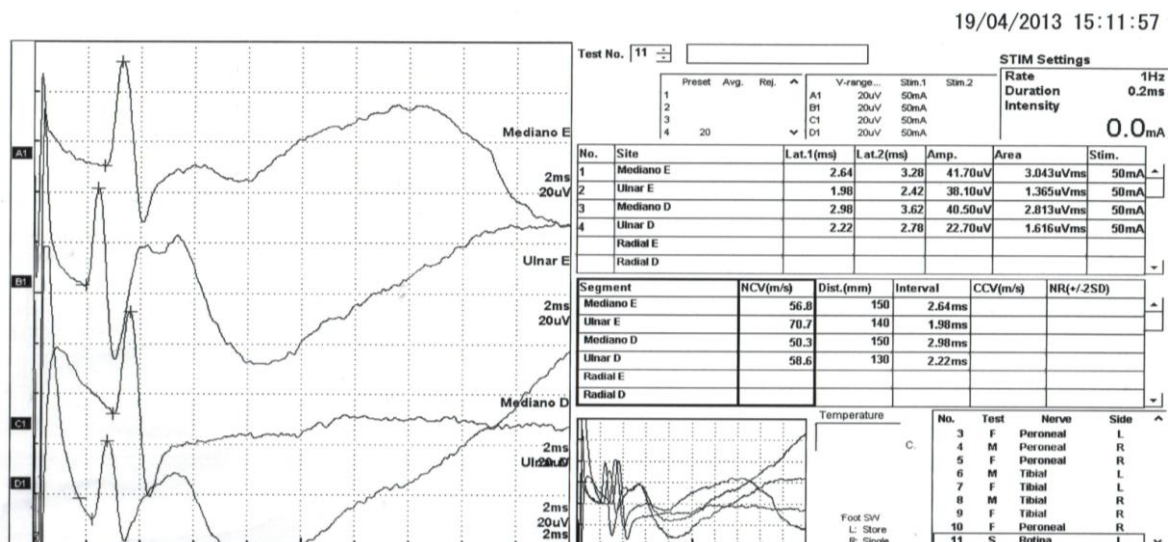 19/04/2013 15:11:57
Test No. 11
STIM Settings
Rate 1Hz
Duration 0.2ms
Intensity
0.0mA
Preset Avg. Rej.
1
2
3
4 20
V-range... Stim.1 Stim.2
A1 20uV 50mA
B1 20uV 50mA
C1 20uV 50mA
D1 20uV 50mA
A1
Mediano E
2ms
20uV
B1
Ulnar E
2ms
20uV
C1
Mediano D
2ms
D1
2ms
20uV
2ms
No. Site Lat.1(ms) Lat.2(ms) Amp. Area Stim.
1 Mediano E 2.64 3.28 41.70uV 3.043uVms 50mA
2 Ulnar E 1.98 2.42 38.10uV 1.365uVms 50mA
3 Mediano D 2.98 3.62 40.50uV 2.813uVms 50mA
4 Ulnar D 2.22 2.78 22.70uV 1.616uVms 50mA
Radial E
Radial D
Segment NCV(m/s) Dist.(mm) Interval CCV(m/s) NR(+/-2SD)
Mediano E 56.8 150 2.64ms
Ulnar E 70.7 140 1.98ms
Mediano D 50.3 150 2.98ms
Ulnar D 58.6 130 2.22ms
Radial E
Radial D
Temperature
C.
Foot SW
L: Store
R: Single
No. Test Nerve Side
3 F Peroneal L
4 M Peroneal R
5 F Peroneal R
6 M Tibial L
7 F Tibial L
8 M Tibial R
9 F Tibial R
10 F Peroneal R
11 S Rotina L